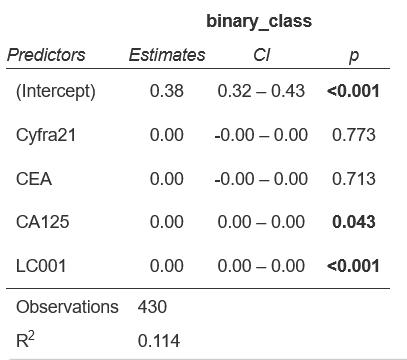 binary_class
Predictors Estimates CI p
(Intercept) 0.38 0.32 – 0.43 <0.001
Cyfra21 0.00 -0.00 – 0.00 0.773
CEA 0.00 -0.00 – 0.00 0.713
CA125 0.00 0.00 – 0.00 0.043
LC001 0.00 0.00 – 0.00 <0.001
Observations 430
R² 0.114